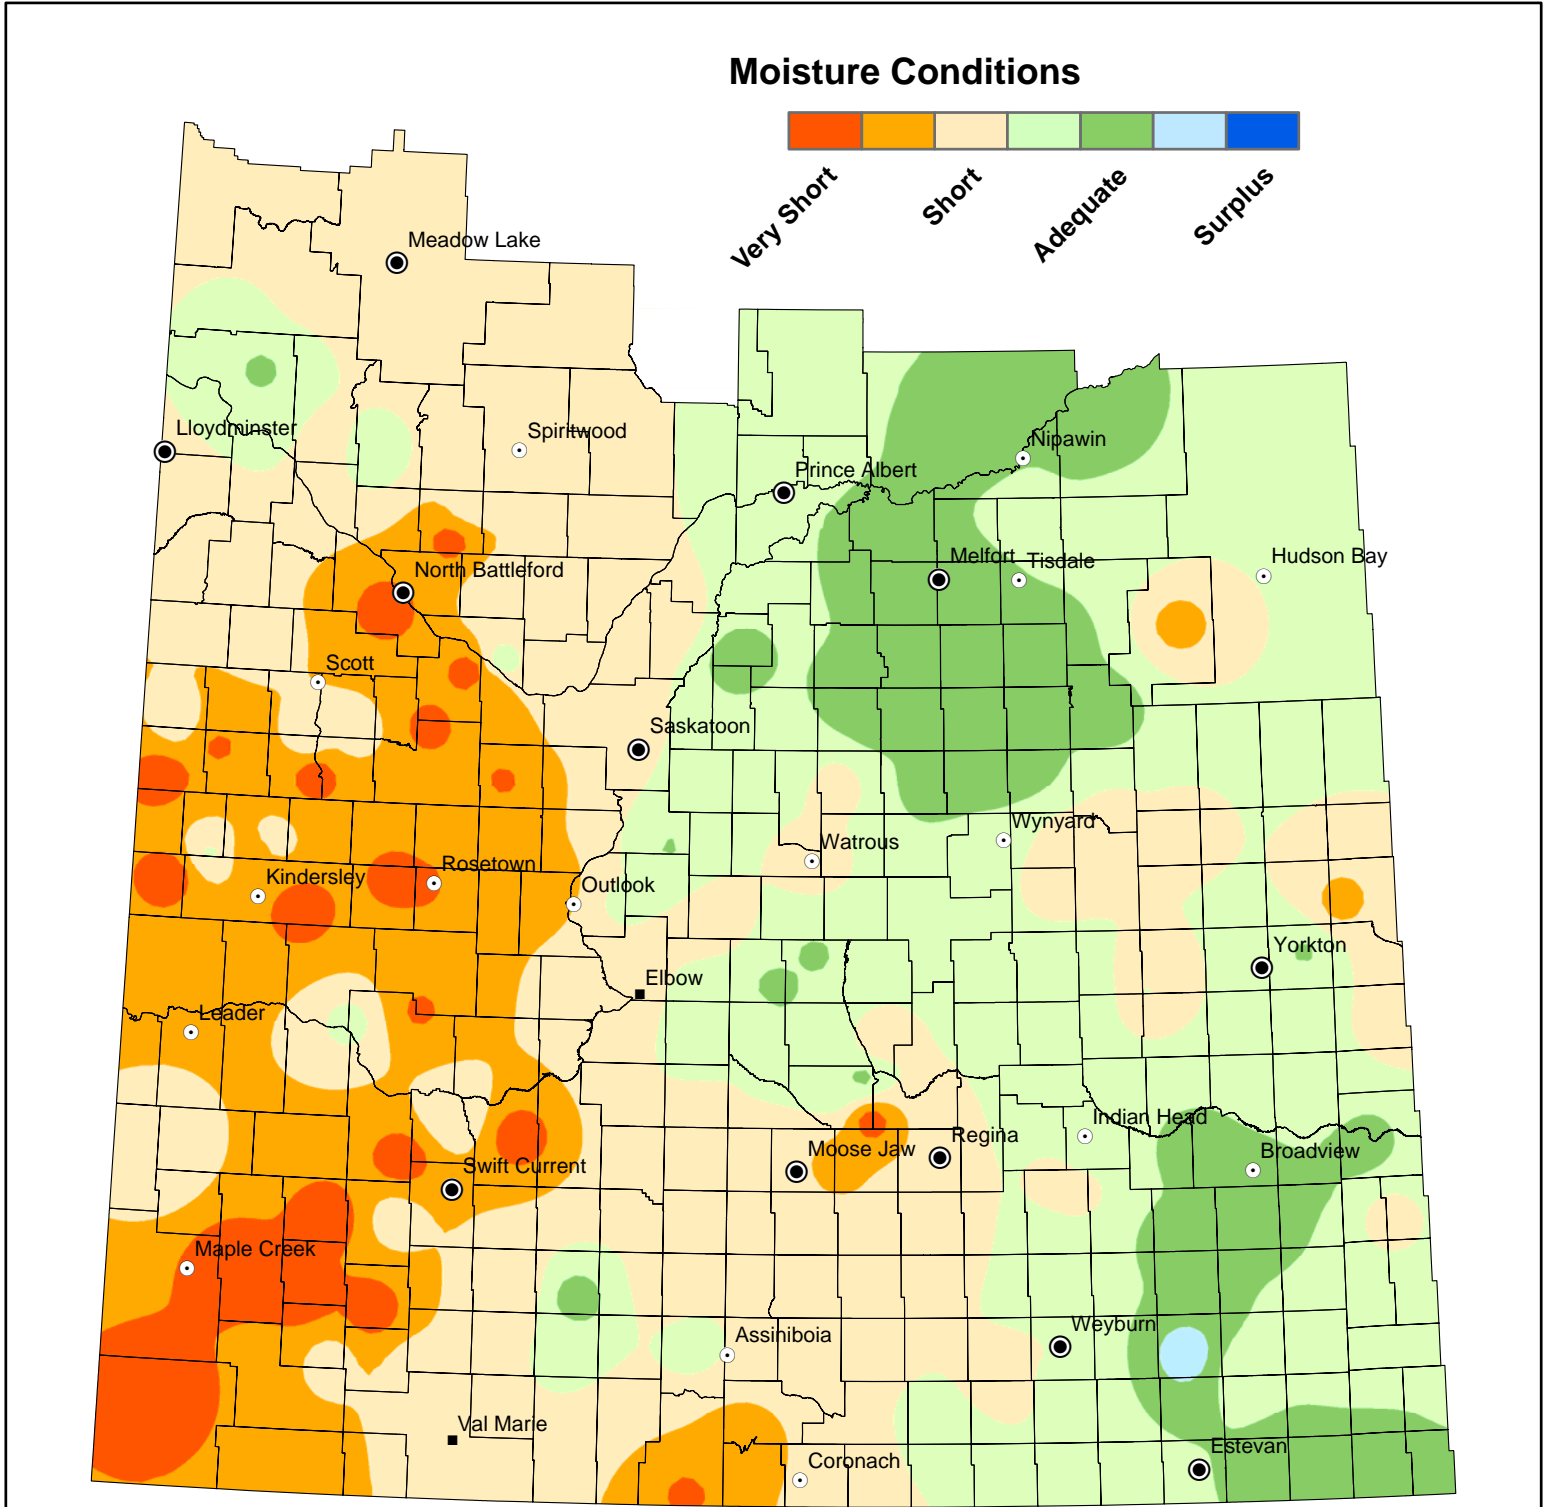 Moisture Conditions
Very Short
Short
Adequate
Surplus
Meadow Lake
Lloydminster
Spiritwood
Nipawin
Prince Albert
Melfort
Tisdale
Hudson Bay
North Battleford
Scott
Saskatoon
Wynyard
Watrous
Rosetown
Kindersley
Outlook
Yorkton
Elbow
Leader
Indian Head
Regina
Moose Jaw
Broadview
Swift Current
Maple Creek
Weyburn
Assiniboia
Val Marie
Estevan
Coronach